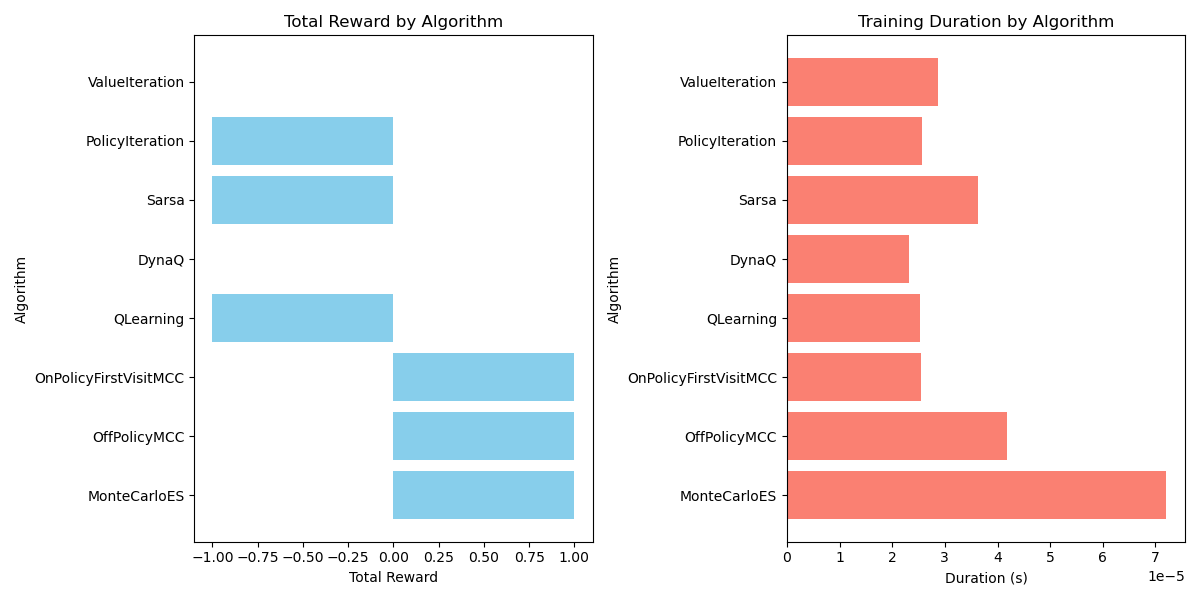 Total Reward by Algorithm
Algorithm
ValueIteration
PolicyIteration
Sarsa
DynaQ
QLearning
OnPolicyFirstVisitMCC
OffPolicyMCC
MonteCarloES
−1.00 −0.75 −0.50 −0.25 0.00 0.25 0.50 0.75 1.00
Total Reward
Training Duration by Algorithm
Algorithm
ValueIteration
PolicyIteration
Sarsa
DynaQ
QLearning
OnPolicyFirstVisitMCC
OffPolicyMCC
MonteCarloES
0 1 2 3 4 5 6 7
1e−5
Duration (s)